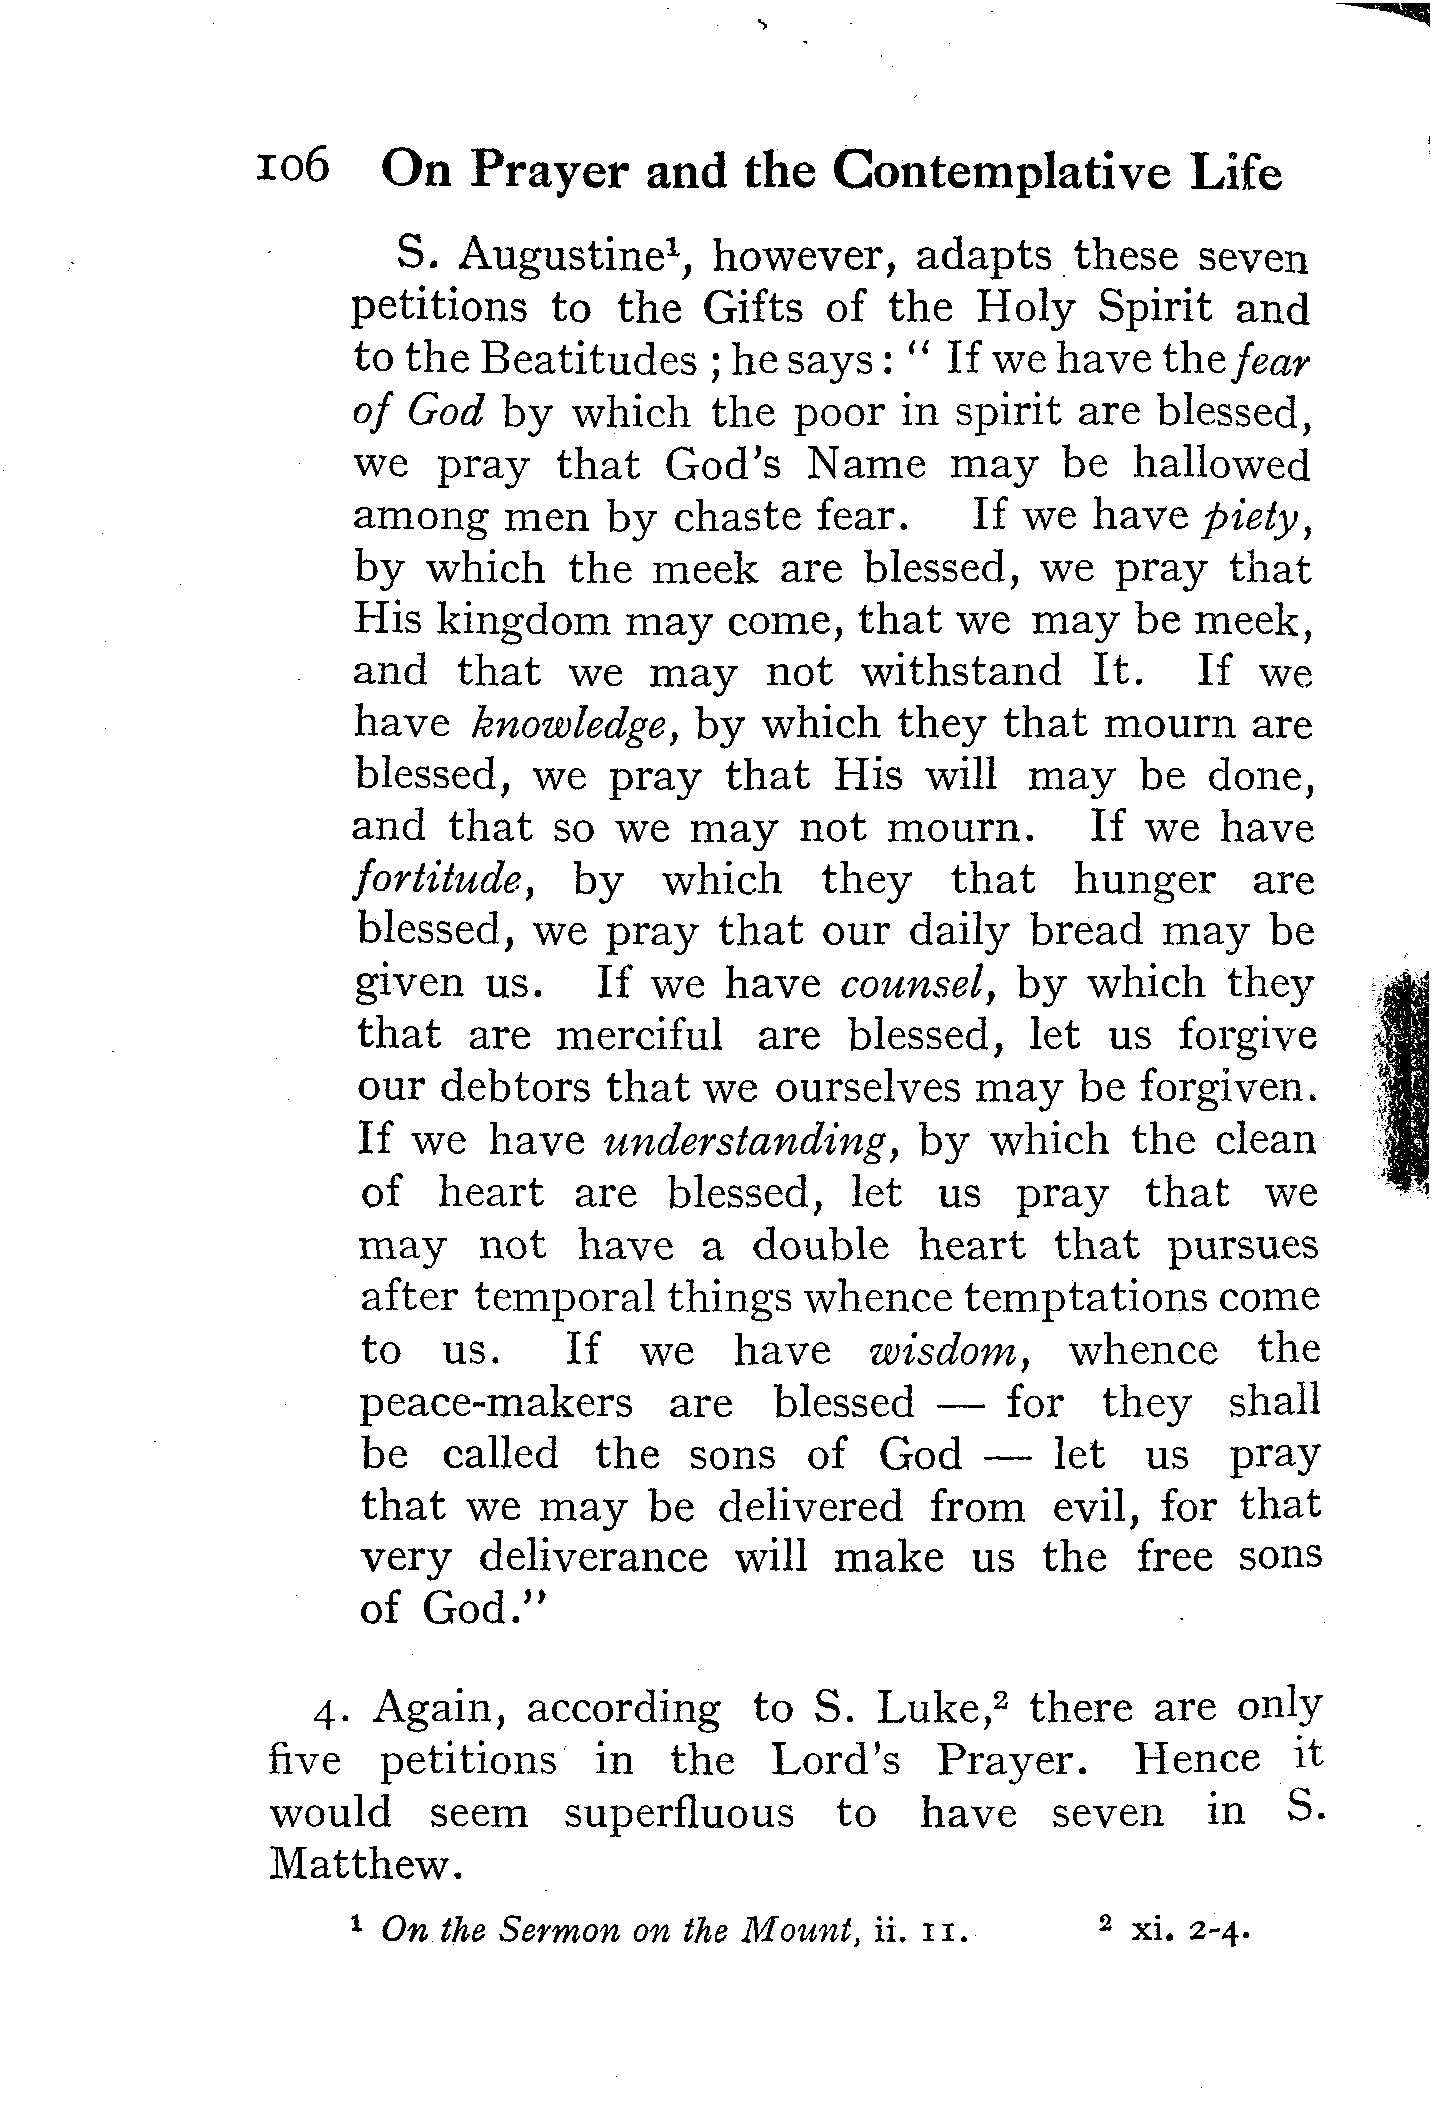 106 On Prayer and the Contemplative Life
S. Augustine¹, however, adapts these seven
petitions to the Gifts of the Holy Spirit and
to the Beatitudes ; he says : " If we have the fear
of God by which the poor in spirit are blessed,
we pray that God's Name may be hallowed
among men by chaste fear. If we have piety,
by which the meek are blessed, we pray that
His kingdom may come, that we may be meek,
and that we may not withstand It. If we
have knowledge, by which they that mourn are
blessed, we pray that His will may be done,
and that so we may not mourn. If we have
fortitude, by which they that hunger are
blessed, we pray that our daily bread may be
given us. If we have counsel, by which they
that are merciful are blessed, let us forgive
our debtors that we ourselves may be forgiven.
If we have understanding, by which the clean
of heart are blessed, let us pray that we
may not have a double heart that pursues
after temporal things whence temptations come
to us. If we have wisdom, whence the
peace-makers are blessed — for they shall
be called the sons of God — let us pray
that we may be delivered from evil, for that
very deliverance will make us the free sons
of God."
4. Again, according to S. Luke,² there are only
five petitions in the Lord's Prayer. Hence it
would seem superfluous to have seven in S.
Matthew.
¹ On the Sermon on the Mount, ii. 11. ² xi. 2-4.